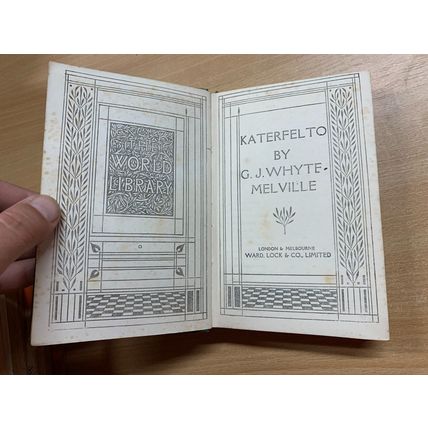 THE
WORLD
LIBRARY
KATERFELTO
BY
G. J. WHYTE-
MELVILLE
LONDON & MELBOURNE
WARD, LOCK & CO., LIMITED